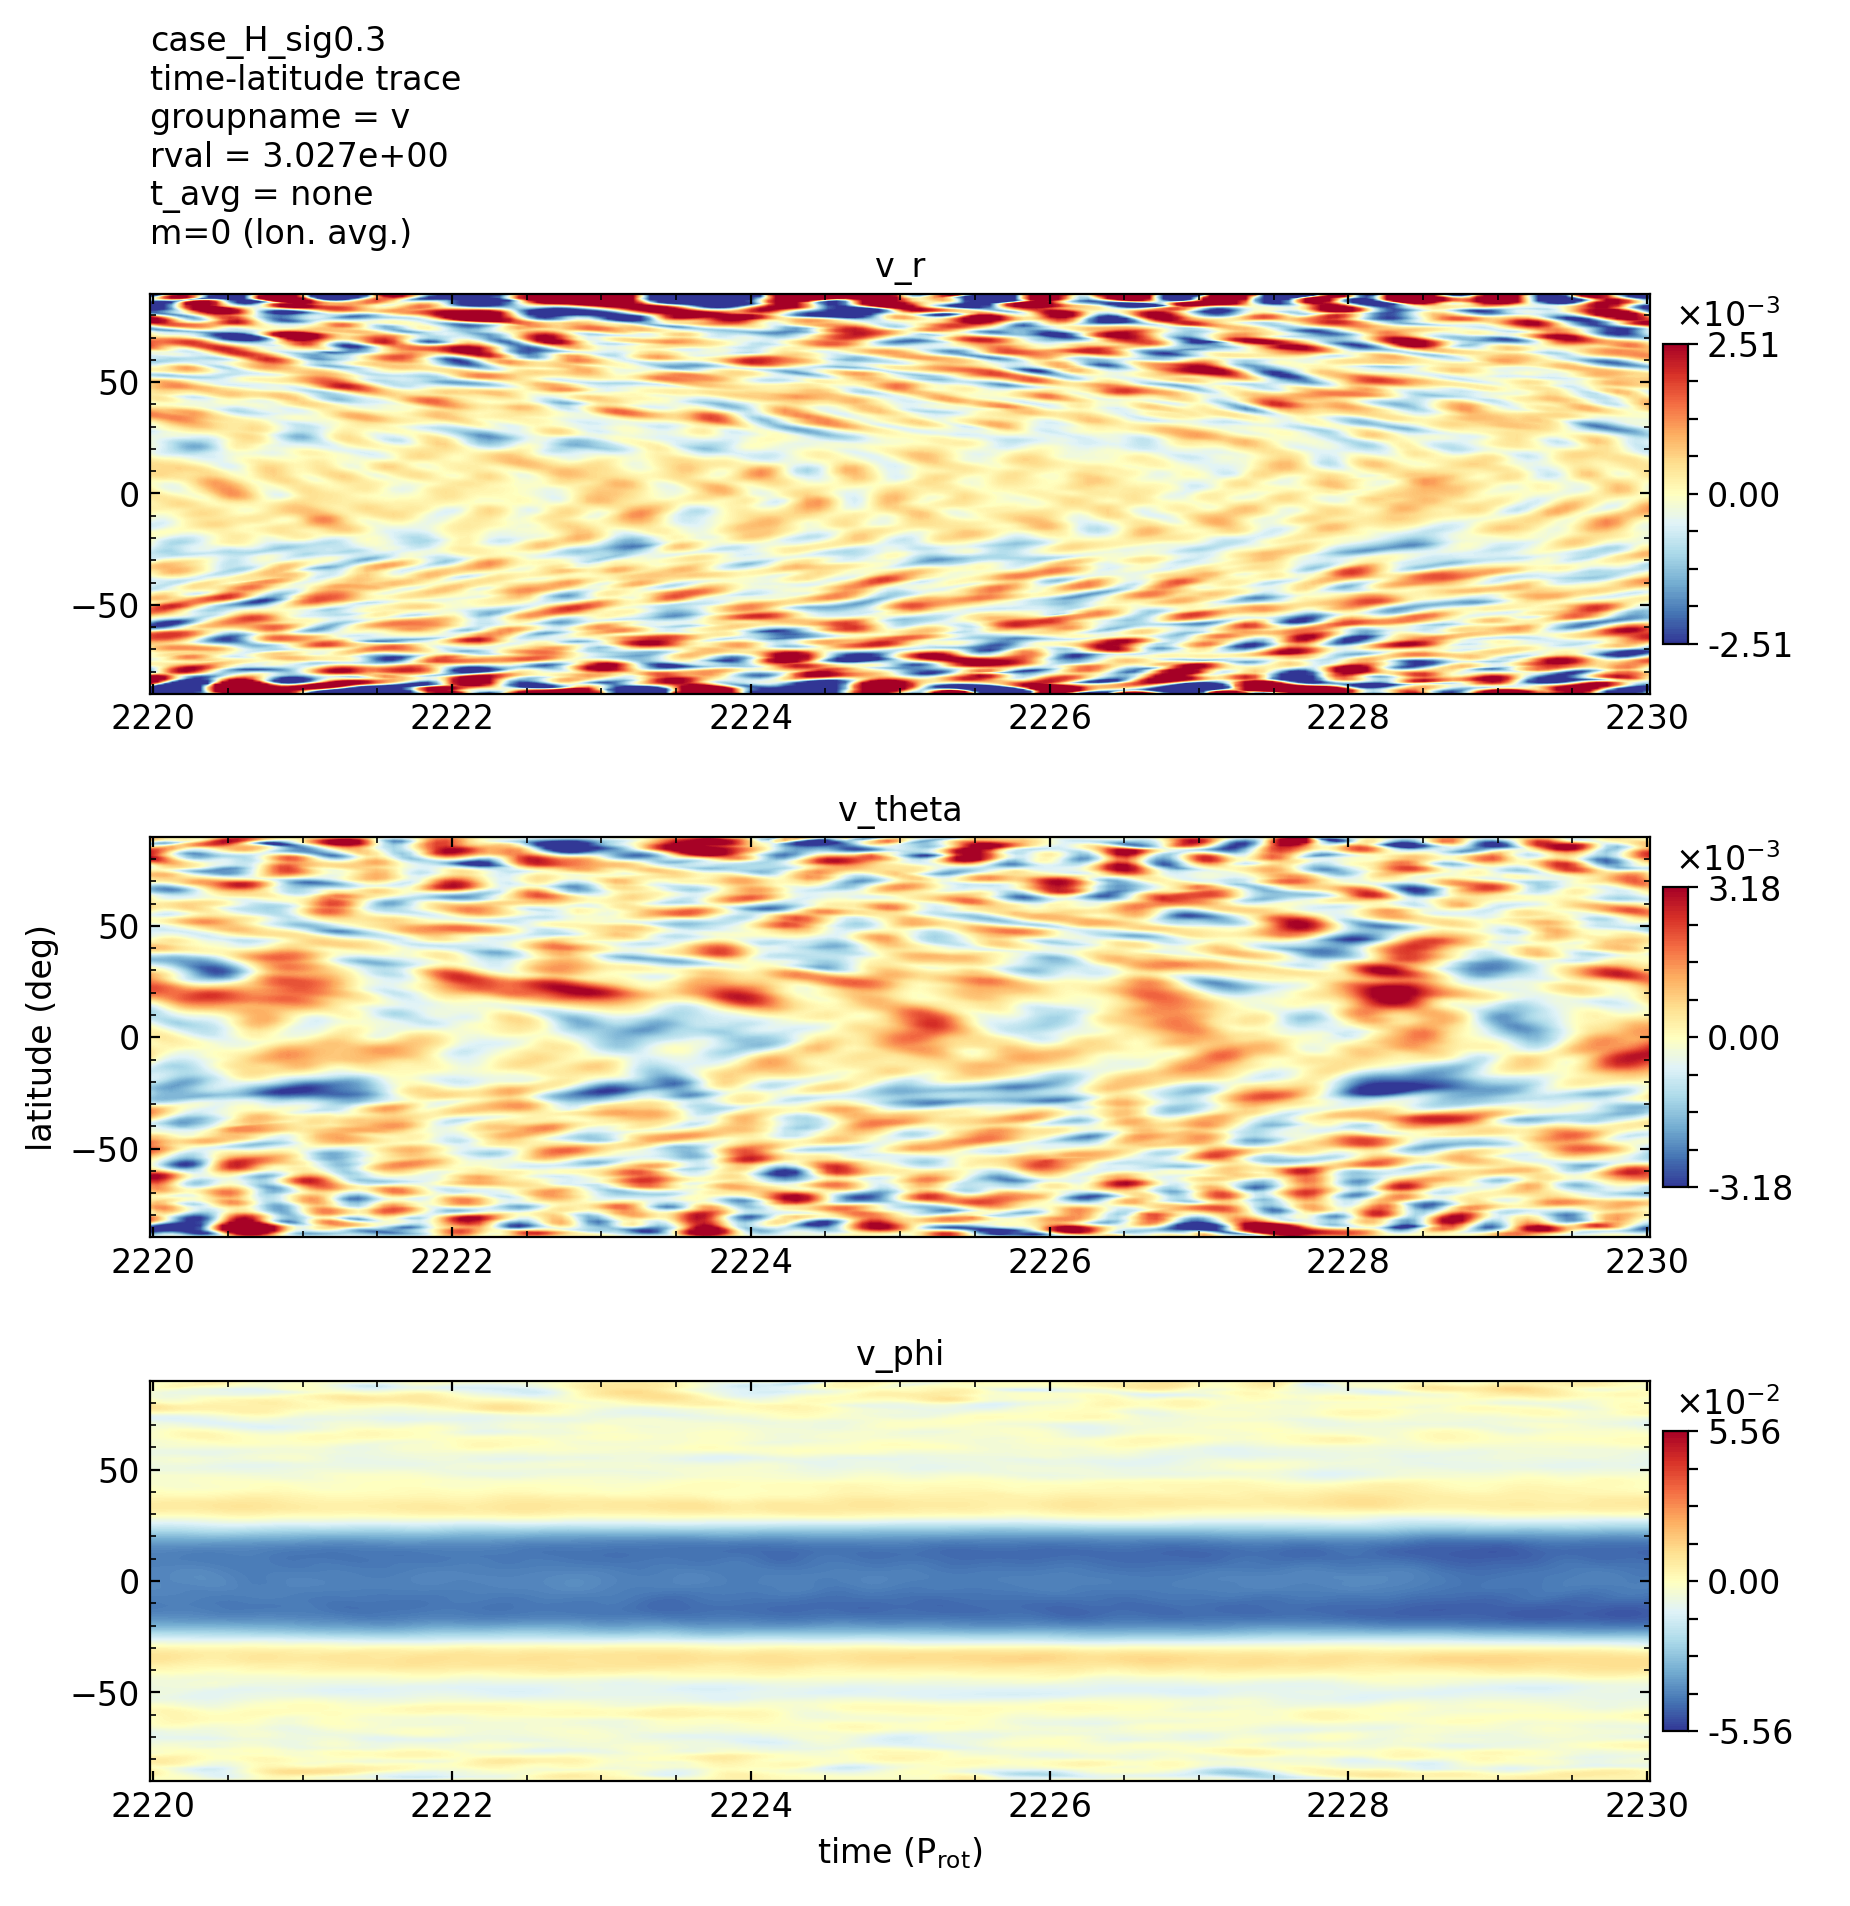 case_H_sig0.3
time-latitude trace
groupname = v
rval = 3.027e+00
t_avg = none
m=0 (lon. avg.)
v_r
×10⁻³
2.51
0.00
-2.51
50
0
−50
2220 2222 2224 2226 2228 2230
v_theta
×10⁻³
3.18
0.00
-3.18
latitude (deg)
50
0
−50
2220 2222 2224 2226 2228 2230
v_phi
×10⁻²
5.56
0.00
-5.56
50
0
−50
2220 2222 2224 2226 2228 2230
time (P_rot)